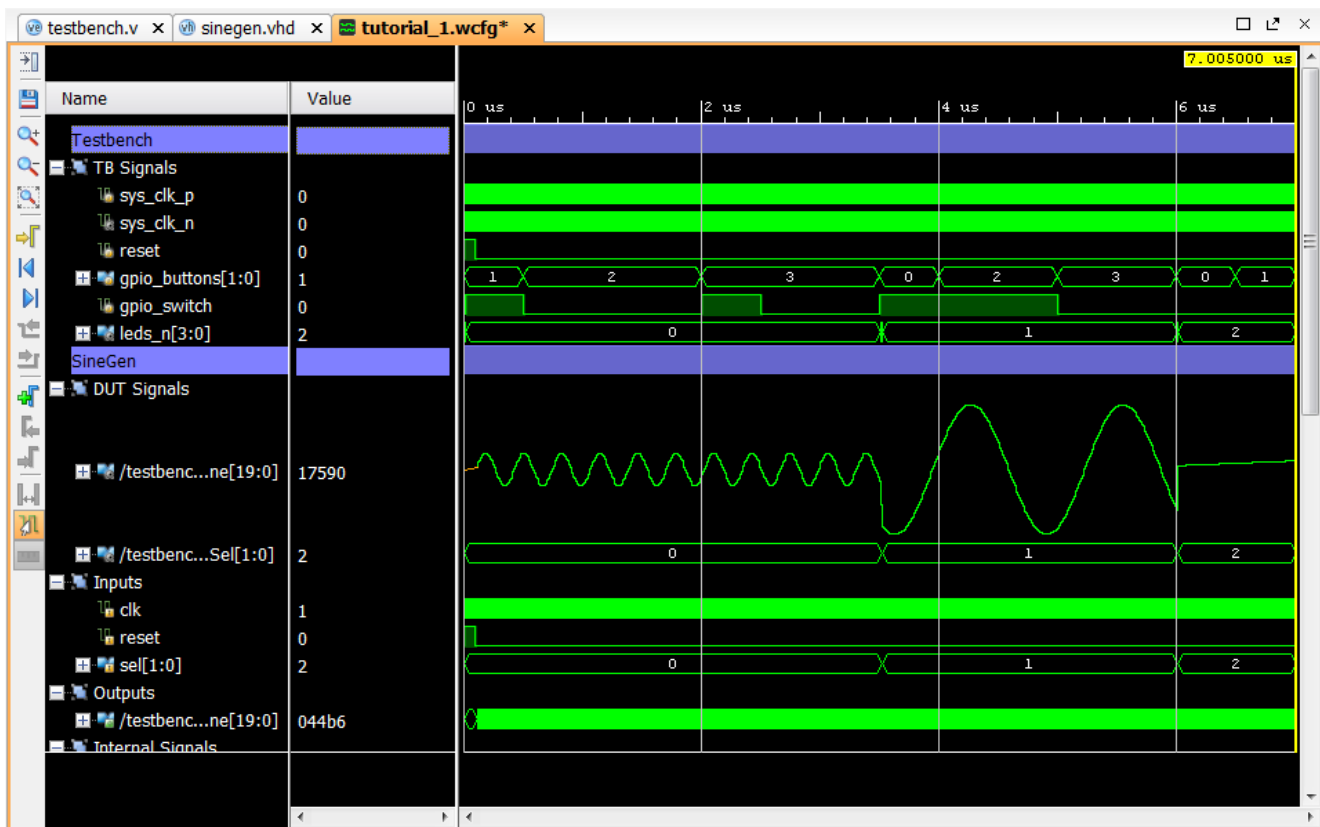 testbench.v x sinegen.vhd x tutorial_1.wcfg* x
7.005000 us
Name Value 0 us 2 us 4 us 6 us
Testbench
TB Signals
sys_clk_p 0
sys_clk_n 0
reset 0
gpio_buttons[1:0] 1 1 2 3 0 2 3 0 1
gpio_switch 0
leds_n[3:0] 2 0 1 2
SineGen
DUT Signals
/testbenc...ne[19:0] 17590
/testbenc...Sel[1:0] 2 0 1 2
Inputs
clk 1
reset 0
sel[1:0] 2 0 1 2
Outputs
/testbenc...ne[19:0] 044b6
Internal Signals